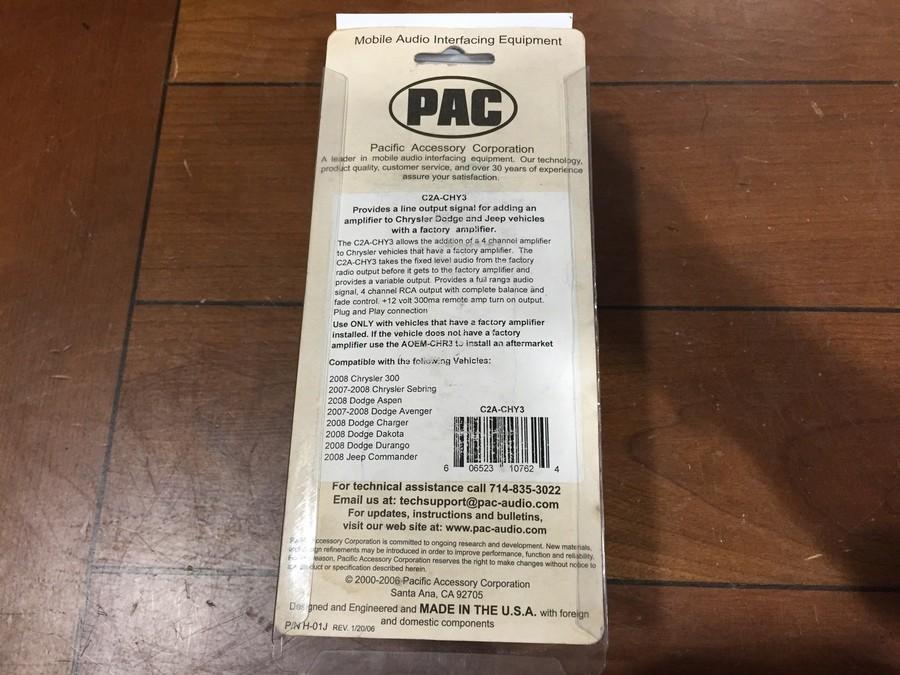 Mobile Audio Interfacing Equipment
PAC
Pacific Accessory Corporation
A leader in mobile audio interfacing equipment. Our technology,
product quality, customer service, and over 30 years of experience
assure your satisfaction.
C2A-CHY3
Provides a line output signal for adding an
amplifier to Chrysler Dodge and Jeep vehicles
with a factory amplifier.
The C2A-CHY3 allows the addition of a 4 channel amplifier
to Chrysler vehicles that have a factory amplifier. The
C2A-CHY3 takes the fixed level audio from the factory
radio output before it gets to the factory amplifier and
provides a variable output. Provides a full range audio
signal, 4 channel RCA output with complete balance and
fade control. +12 volt 300ma remote amp turn on output.
Plug and Play connection
Use ONLY with vehicles that have a factory amplifier
installed. If the vehicle does not have a factory
amplifier use the AOEM-CHR3 to install an aftermarket
Compatible with the following Vehicles:
2008 Chrysler 300
2007-2008 Chrysler Sebring
2008 Dodge Aspen
2007-2008 Dodge Avenger
2008 Dodge Charger
2008 Dodge Dakota
2008 Dodge Durango
2008 Jeep Commander
C2A-CHY3
6 06523 10762 4
For technical assistance call 714-835-3022
Email us at: techsupport@pac-audio.com
For updates, instructions and bulletins,
visit our web site at: www.pac-audio.com
Accessory Corporation is committed to ongoing research and development. New materials,
refinements may be introduced in order to improve performance, function and reliability.
reason, Pacific Accessory Corporation reserves the right to make changes without notice to
or specification described herein.
© 2000-2006 Pacific Accessory Corporation
Santa Ana, CA 92705
Designed and Engineered and MADE IN THE U.S.A. with foreign
and domestic components
P/N H-01J REV. 1/20/06